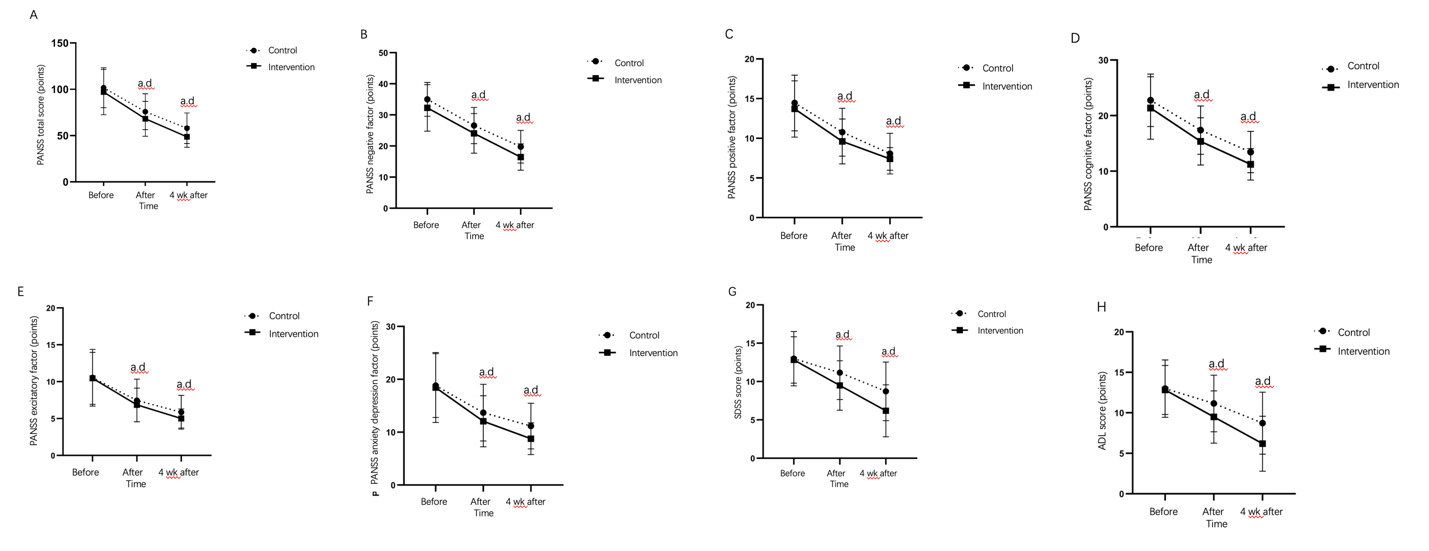 A
PANSS total score (points)
150
100
50
0
a.d
a.d
Before
After
4 wk after
Time
Control
Intervention
B
PANSS negative factor (points)
50
40
30
20
10
0
a.d
a.d
Before
After
4 wk after
Time
Control
Intervention
C
PANSS positive factor (points)
20
15
10
5
0
a.d
a.d
Before
After
4 wk after
Time
Control
Intervention
D
PANSS cognitive factor (points)
30
20
10
0
a.d
a.d
Before
After
4 wk after
Time
Control
Intervention
E
PANSS excitatory factor (points)
20
15
10
5
0
a.d
a.d
Before
After
4 wk after
Time
Control
Intervention
F
P PANSS anxiety depression factor (points)
30
20
10
0
a.d
a.d
Before
After
4 wk after
Time
Control
Intervention
G
SDSS score (points)
20
15
10
5
0
a.d
a.d
Before
After
4 wk after
Time
Control
Intervention
H
ADL score (points)
20
15
10
5
0
a.d
a.d
Before
After
4 wk after
Time
Control
Intervention